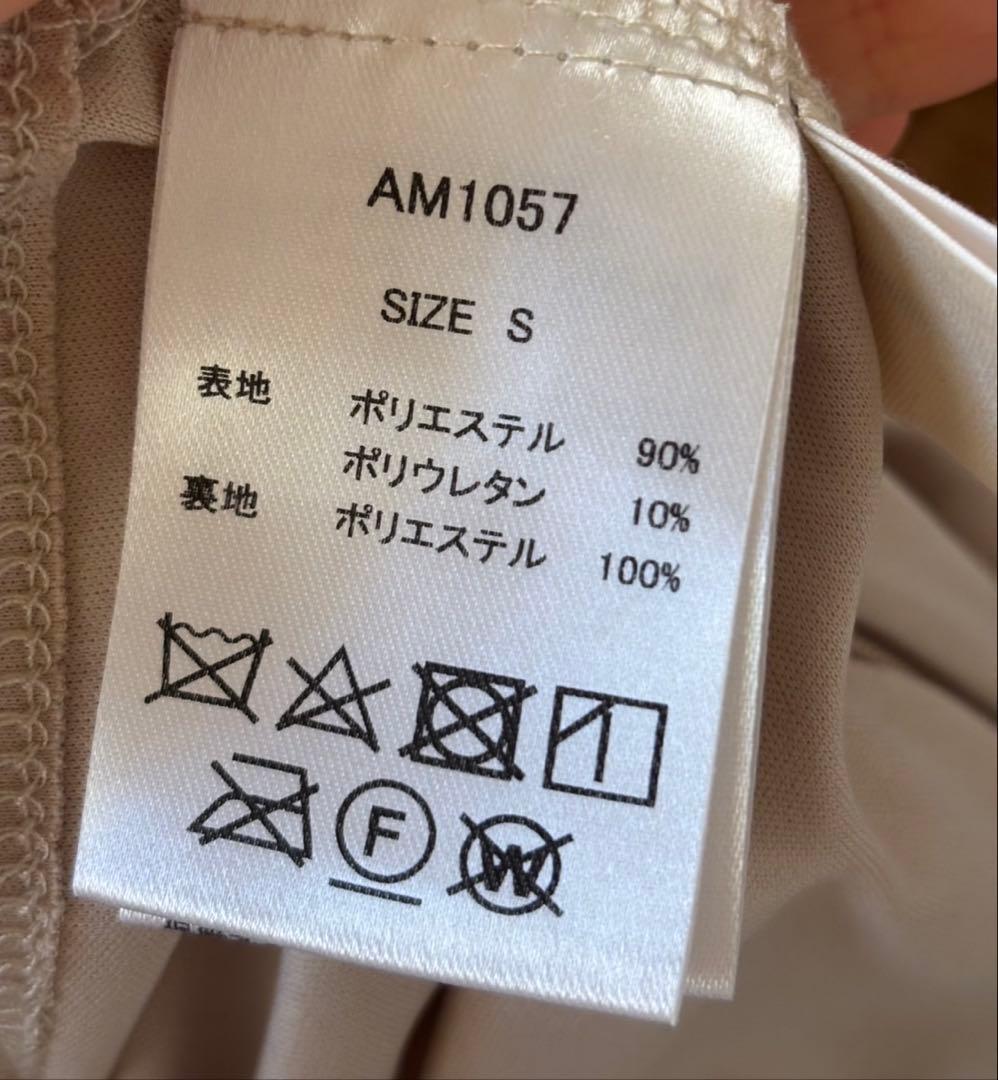 AM1057
SIZE S
表地 ポリエステル 90%
ポリウレタン 10%
裏地 ポリエステル 100%
F
W